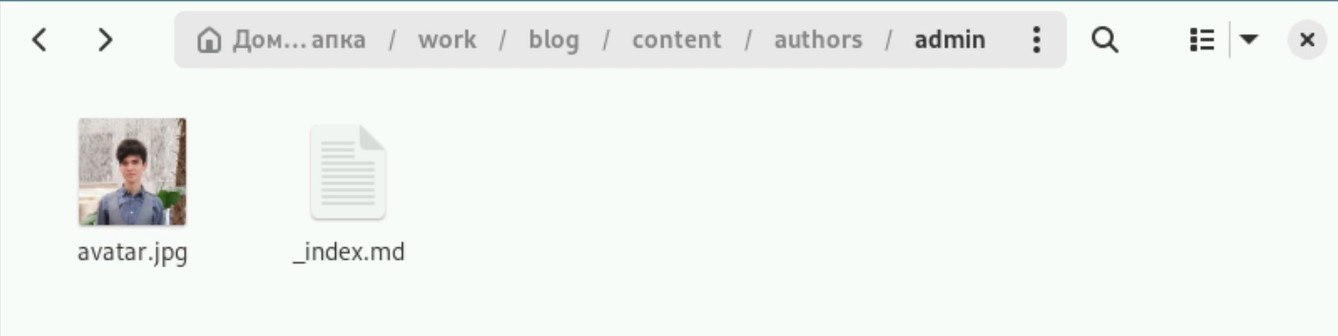 Дом...апка / work / blog / content / authors / admin
avatar.jpg
_index.md